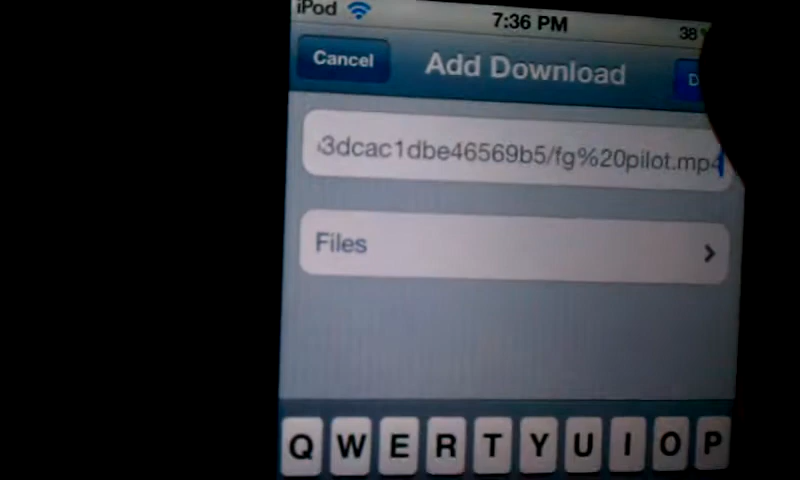 iPod 7:36 PM 38
Cancel Add Download D
3dcac1dbe46569b5/fg%20pilot.mp4
Files
Q W E R T Y U I O P